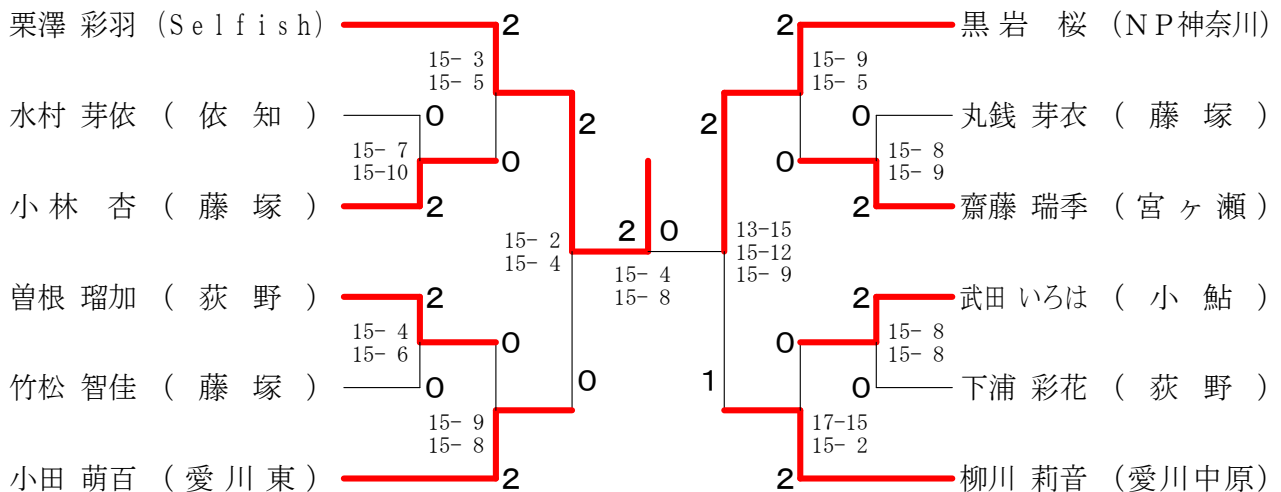 栗澤 彩羽 (Selfish) 2 2 黒岩 桜 (NP神奈川)
15- 3 15- 9
15- 5 15- 5
水村 芽依 ( 依 知 ) 0 2 2 0 丸銭 芽衣 ( 藤 塚 )
15- 7 0 0 15- 8
15-10 15- 9
小林 杏 ( 藤 塚 ) 2 2 齋藤 瑞季 ( 宮ヶ瀬 )
15- 2 2 0 13-15
15- 4 15- 4 15-12
15- 8 15- 9
曽根 瑠加 ( 荻 野 ) 2 2 武田 いろは ( 小 鮎 )
15- 4 0 0 15- 8
15- 6 15- 8
竹松 智佳 ( 藤 塚 ) 0 0 1 0 下浦 彩花 ( 荻 野 )
15- 9 17-15
15- 8 15- 2
小田 萌百 ( 愛川東 ) 2 2 柳川 莉音 (愛川中原)